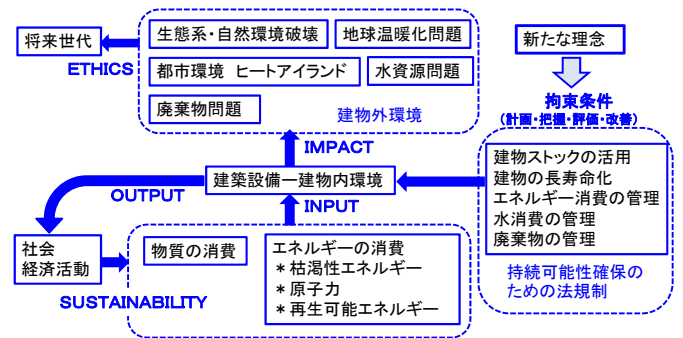 将来世代
ETHICS
生態系・自然環境破壊
地球温暖化問題
都市環境 ヒートアイランド
水資源問題
廃棄物問題
建物外環境
新たな理念
拘束条件
(計画・把握・評価・改善)
IMPACT
建築設備ー建物内環境
OUTPUT
INPUT
建物ストックの活用
建物の長寿命化
エネルギー消費の管理
水消費の管理
廃棄物の管理
持続可能性確保の
ための法規制
社会
経済活動
SUSTAINABILITY
物質の消費
エネルギーの消費
＊枯渇性エネルギー
＊原子力
＊再生可能エネルギー